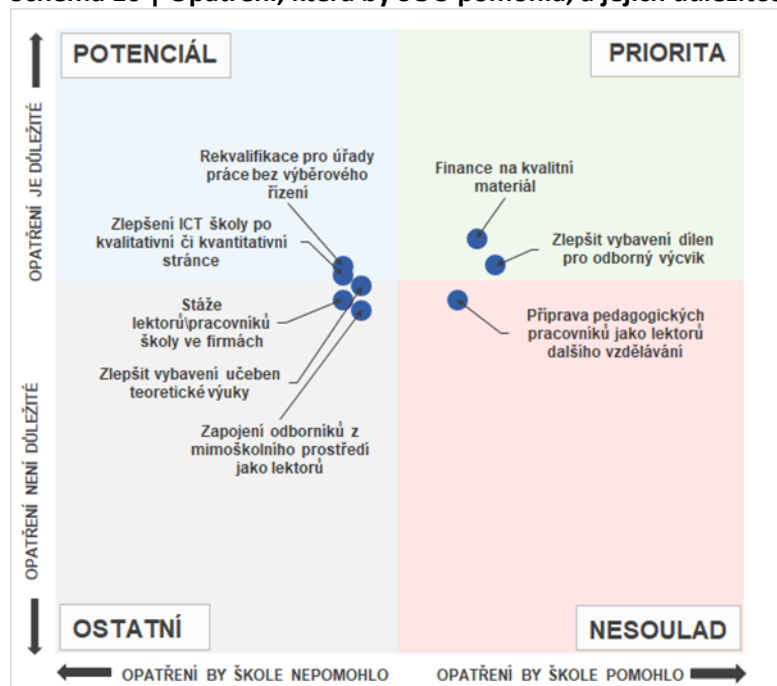 POTENCIÁL
PRIORITA
OPATŘENÍ JE DŮLEŽITÉ
Rekvalifikace pro úřady
práce bez výběrového
řízení
Finance na kvalitní
materiál
Zlepšení ICT školy po
kvalitativní či kvantitativní
stránce
Zlepšit vybavení dílen
pro odborný výcvik
Stáže
lektorů\pracovníků
školy ve firmách
Příprava pedagogických
pracovníků jako lektorů
dalšího vzdělávání
Zlepšit vybavení učeben
teoretické výuky
Zapojení odborníků z
mimoškolního prostředí
jako lektorů
OPATŘENÍ NENÍ DŮLEŽITÉ
OSTATNÍ
NESOULAD
OPATŘENÍ BY ŠKOLE NEPOMOHLO
OPATŘENÍ BY ŠKOLE POMOHLO